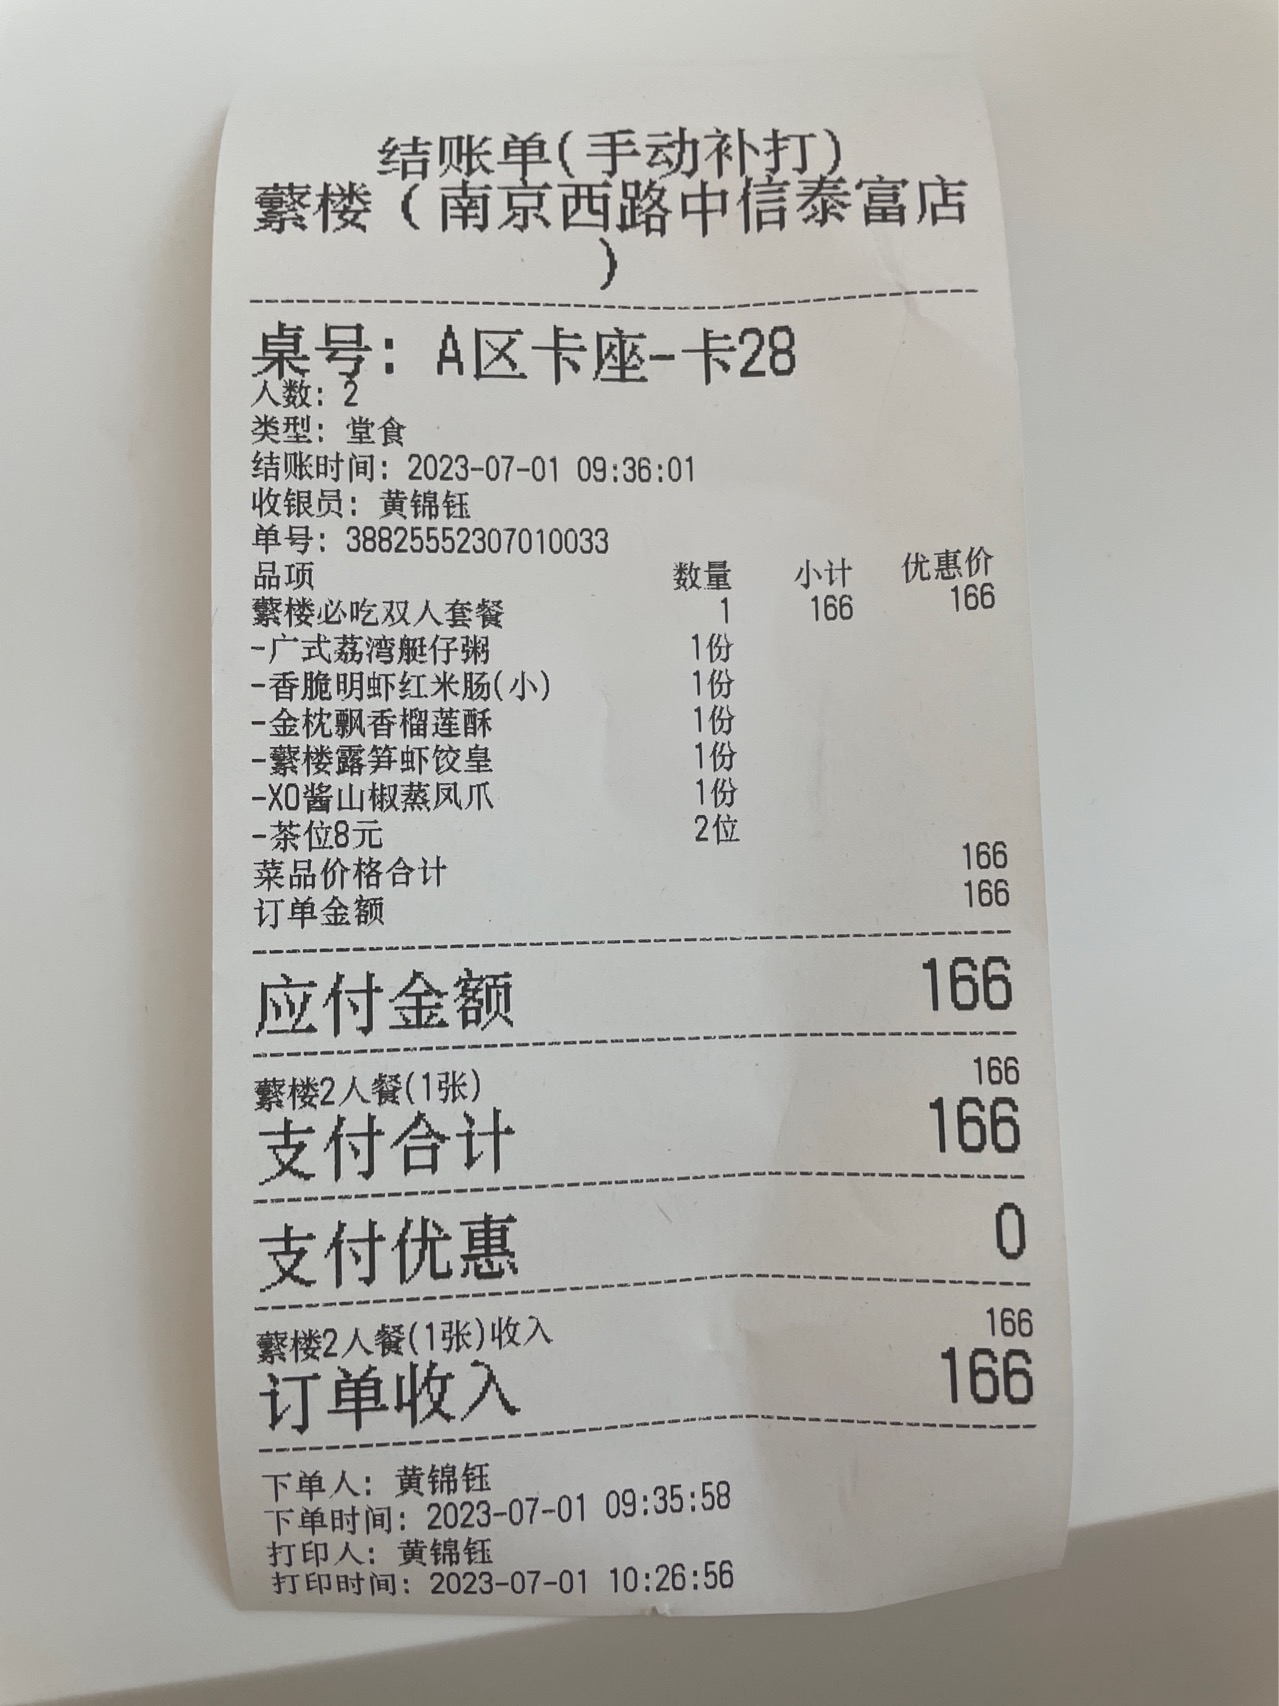 结账单(手动补打)
蘩楼(南京西路中信泰富店
)
桌号: A区卡座-卡28
人数: 2
类型: 堂食
结账时间: 2023-07-01 09:36:01
收银员: 黄锦钰
单号: 38825552307010033
品项 数量 小计 优惠价
蘩楼必吃双人套餐 1 166 166
-广式荔湾艇仔粥 1份
-香脆明虾红米肠(小) 1份
-金枕飘香榴莲酥 1份
-蘩楼露笋虾饺皇 1份
-XO酱山椒蒸凤爪 1份
-茶位8元 2位
菜品价格合计 166
订单金额 166
应付金额 166
蘩楼2人餐(1张) 166
支付合计 166
支付优惠 0
蘩楼2人餐(1张)收入 166
订单收入 166
下单人: 黄锦钰
下单时间: 2023-07-01 09:35:58
打印人: 黄锦钰
打印时间: 2023-07-01 10:26:56